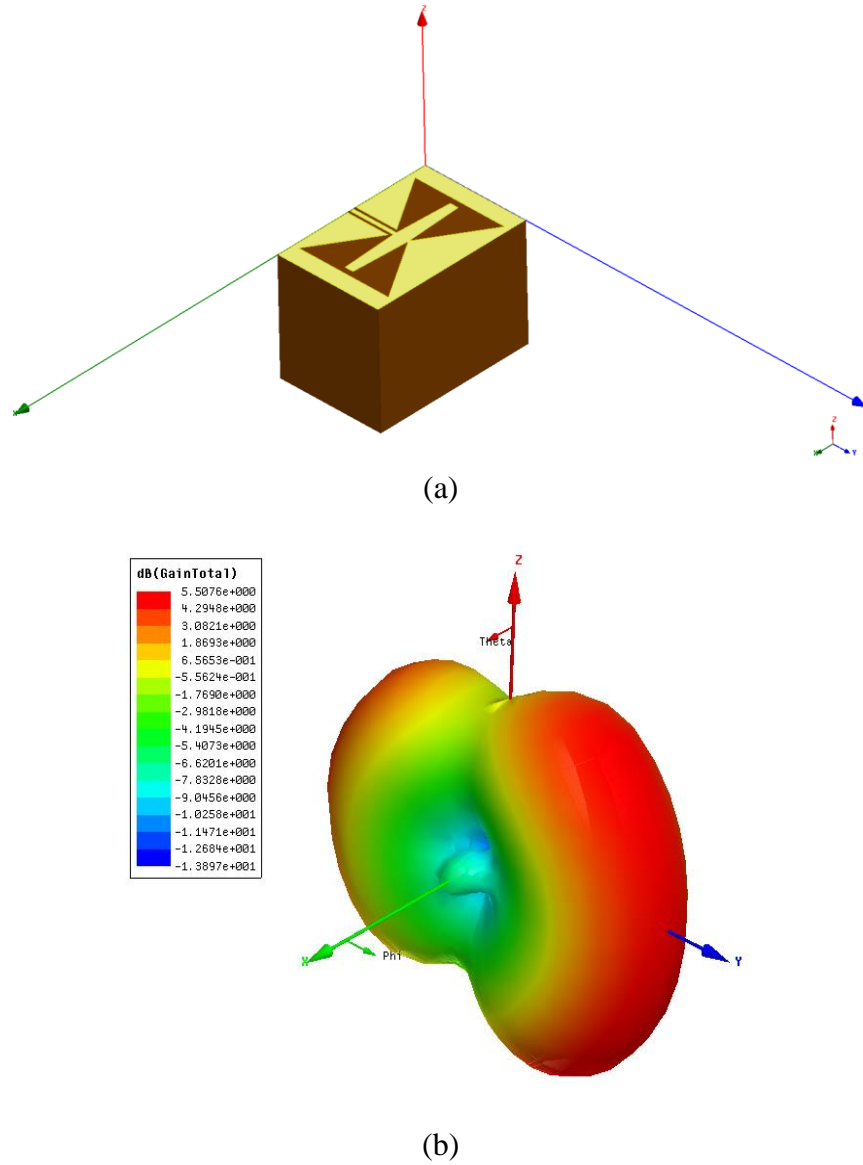 Z
X
Z
X Y
(a)
dB(GainTotal)
5.5076e+000
4.2948e+000
3.0821e+000
1.8693e+000
6.5653e-001
-5.5624e-001
-1.7690e+000
-2.9818e+000
-4.1945e+000
-5.4073e+000
-6.6201e+000
-7.8328e+000
-9.0456e+000
-1.0258e+001
-1.1471e+001
-1.2684e+001
-1.3897e+001
Z
Theta
X
Phi
Y
(b)